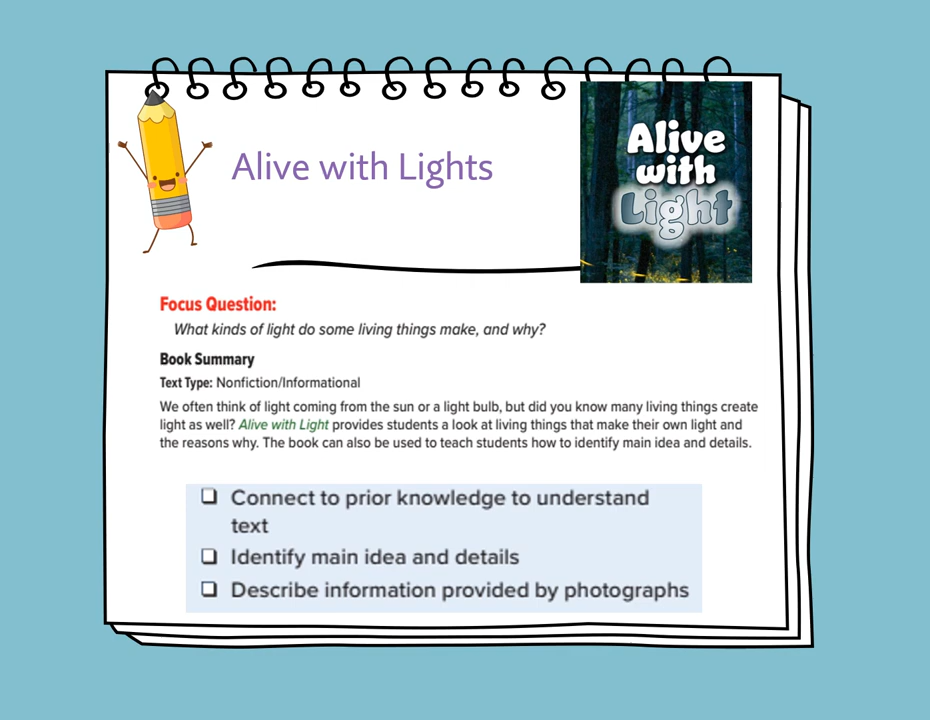 Alive with Lights
Alive
with
Light
Focus Question:
What kinds of light do some living things make, and why?
Book Summary
Text Type: Nonfiction/Informational
We often think of light coming from the sun or a light bulb, but did you know many living things create
light as well? Alive with Light provides students a look at living things that make their own light and
the reasons why. The book can also be used to teach students how to identify main idea and details.
Connect to prior knowledge to understand
text
Identify main idea and details
Describe information provided by photographs